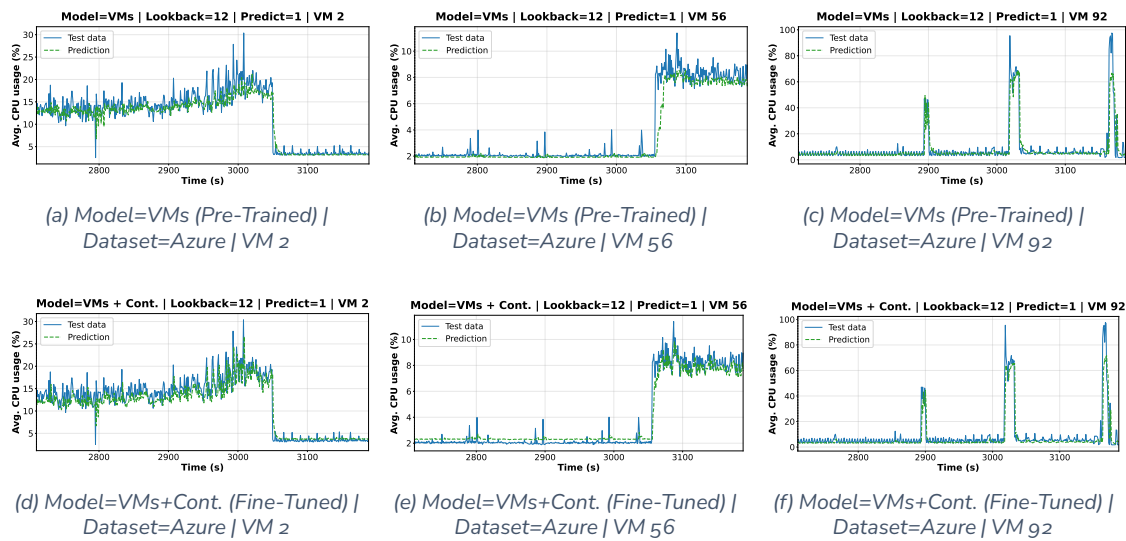 Model=VMs | Lookback=12 | Predict=1 | VM 2
Avg. CPU usage (%)
30
25
20
15
10
5
Test data
Prediction
2800
2900
3000
3100
Time (s)
(a) Model=VMs (Pre-Trained) |
Dataset=Azure | VM 2
Model=VMs | Lookback=12 | Predict=1 | VM 56
Avg. CPU usage (%)
10
8
6
4
2
Test data
Prediction
2800
2900
3000
3100
Time (s)
(b) Model=VMs (Pre-Trained) |
Dataset=Azure | VM 56
Model=VMs | Lookback=12 | Predict=1 | VM 92
Avg. CPU usage (%)
100
80
60
40
20
0
Test data
Prediction
2800
2900
3000
3100
Time (s)
(c) Model=VMs (Pre-Trained) |
Dataset=Azure | VM 92
Model=VMs + Cont. | Lookback=12 | Predict=1 | VM 2
Avg. CPU usage (%)
30
25
20
15
10
5
Test data
Prediction
2800
2900
3000
3100
Time (s)
(d) Model=VMs+Cont. (Fine-Tuned) |
Dataset=Azure | VM 2
Model=VMs + Cont. | Lookback=12 | Predict=1 | VM 56
Avg. CPU usage (%)
10
8
6
4
2
Test data
Prediction
2800
2900
3000
3100
Time (s)
(e) Model=VMs+Cont. (Fine-Tuned) |
Dataset=Azure | VM 56
Model=VMs + Cont. | Lookback=12 | Predict=1 | VM 92
Avg. CPU usage (%)
100
80
60
40
20
0
Test data
Prediction
2800
2900
3000
3100
Time (s)
(f) Model=VMs+Cont. (Fine-Tuned) |
Dataset=Azure | VM 92